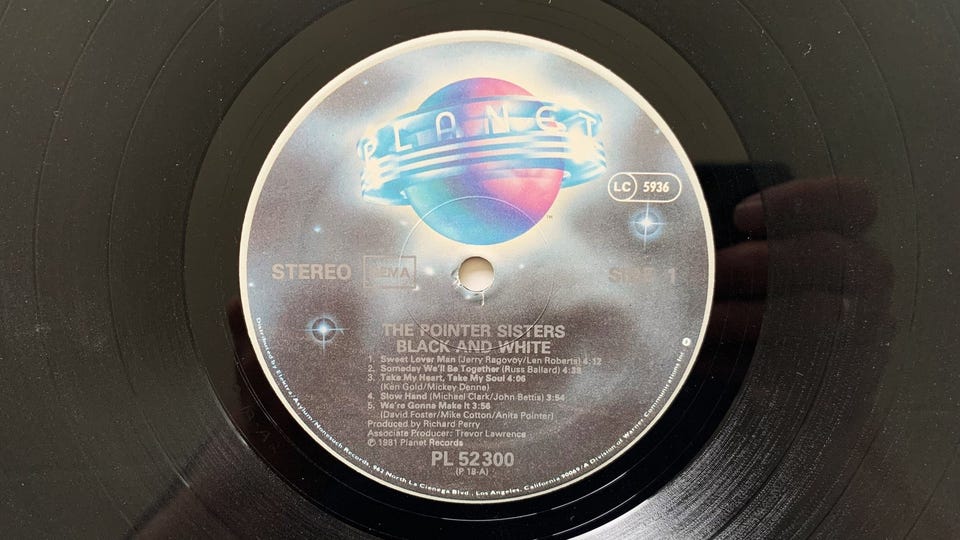 PLANET
LC 5936
TM
STEREO
GEMA
SIDE 1
THE POINTER SISTERS
BLACK AND WHITE
1. Sweet Lover Man (Jerry Ragovoy/Len Roberts) 4:12
2. Someday We'll Be Together (Russ Ballard) 4:39
3. Take My Heart, Take My Soul 4:06
(Ken Gold/Mickey Denne)
4. Slow Hand (Michael Clark/John Bettis) 3:54
5. We're Gonna Make It 3:56
(David Foster/Mike Cotton/Anita Pointer)
Produced by Richard Perry
Associate Producer: Trevor Lawrence
℗ 1981 Planet Records
PL 52300
(P 18-A)
Distributed by Elektra/Asylum/Nonesuch Records, 962 North La Cienega Blvd., Los Angeles, California 90069/A Division of Warner Communications Inc.